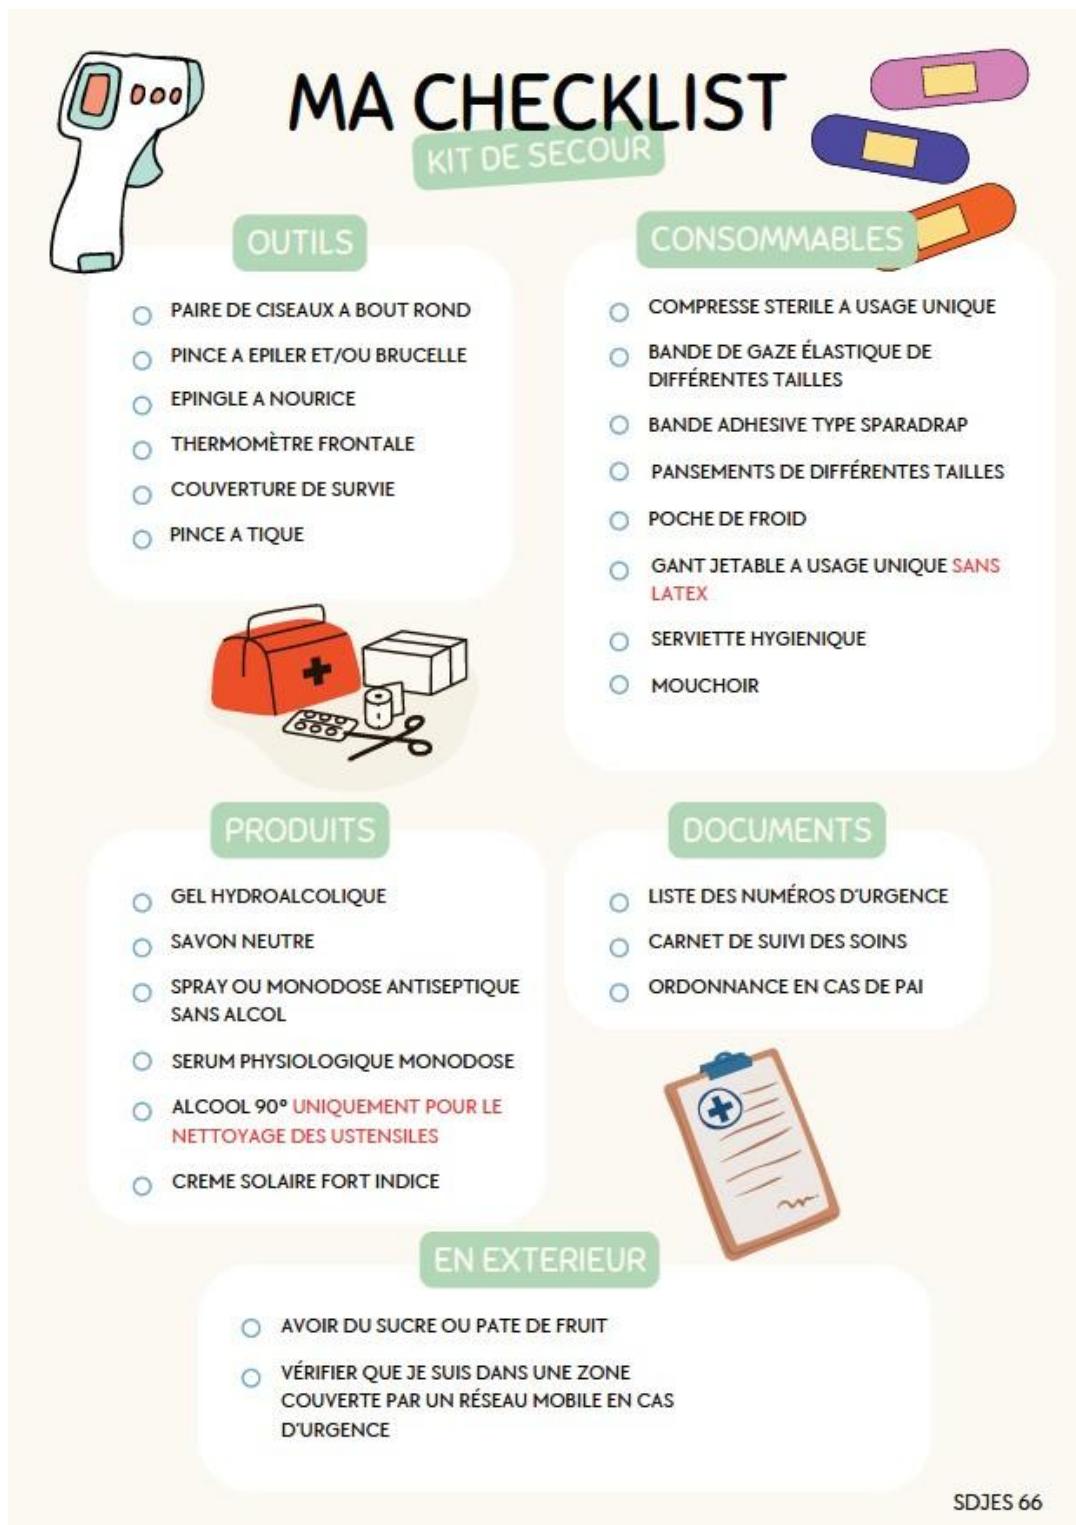 MA CHECKLIST
KIT DE SECOUR
OUTILS
PAIRE DE CISEAUX A BOUT ROND
PINCE A EPILER ET/OU BRUCELLE
EPINGLE A NOURICE
THERMOMÈTRE FRONTALE
COUVERTURE DE SURVIE
PINCE A TIQUE
CONSOMMABLES
COMPRESSE STERILE A USAGE UNIQUE
BANDE DE GAZE ÉLASTIQUE DE
DIFFÉRENTES TAILLES
BANDE ADHESIVE TYPE SPARADRAP
PANSEMENTS DE DIFFÉRENTES TAILLES
POCHE DE FROID
GANT JETABLE A USAGE UNIQUE SANS
LATEX
SERVIETTE HYGIENIQUE
MOUCHOIR
PRODUITS
GEL HYDROALCOLIQUE
SAVON NEUTRE
SPRAY OU MONODOSE ANTISEPTIQUE
SANS ALCOL
SERUM PHYSIOLOGIQUE MONODOSE
ALCOOL 90° UNIQUEMENT POUR LE
NETTOYAGE DES USTENSILES
CREME SOLAIRE FORT INDICE
DOCUMENTS
LISTE DES NUMÉROS D'URGENCE
CARNET DE SUIVI DES SOINS
ORDONNANCE EN CAS DE PAI
EN EXTERIEUR
AVOIR DU SUCRE OU PATE DE FRUIT
VÉRIFIER QUE JE SUIS DANS UNE ZONE
COUVERTE PAR UN RÉSEAU MOBILE EN CAS
D'URGENCE
SDJES 66